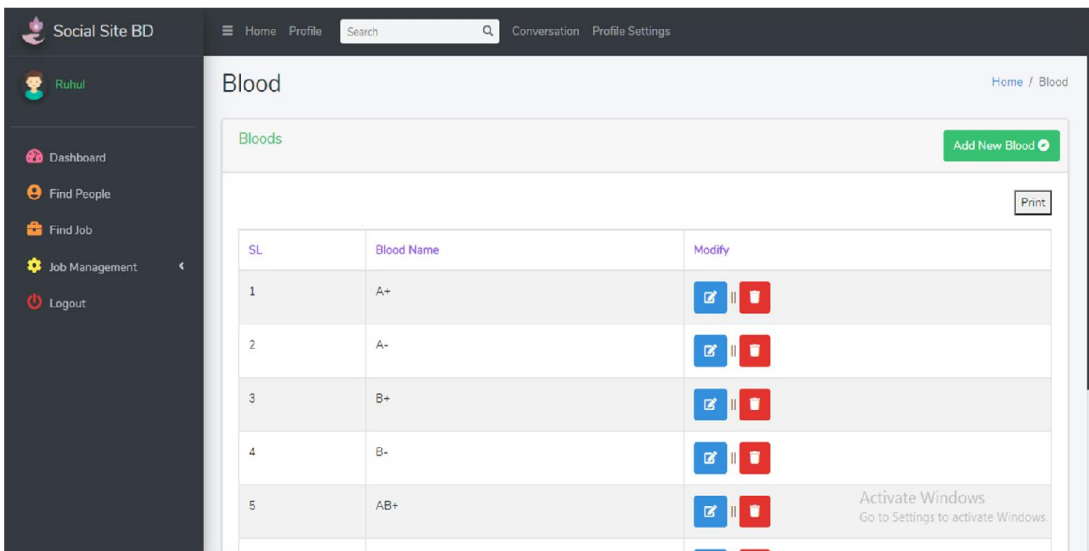 Social Site BD
Home Profile Search Conversation Profile Settings
Ruhul
Dashboard
Find People
Find Job
Job Management
Logout
Blood
Home / Blood
Bloods
Add New Blood
Print
SL Blood Name Modify
1 A+ ||
2 A- ||
3 B+ ||
4 B- ||
5 AB+ ||
Activate Windows
Go to Settings to activate Windows.